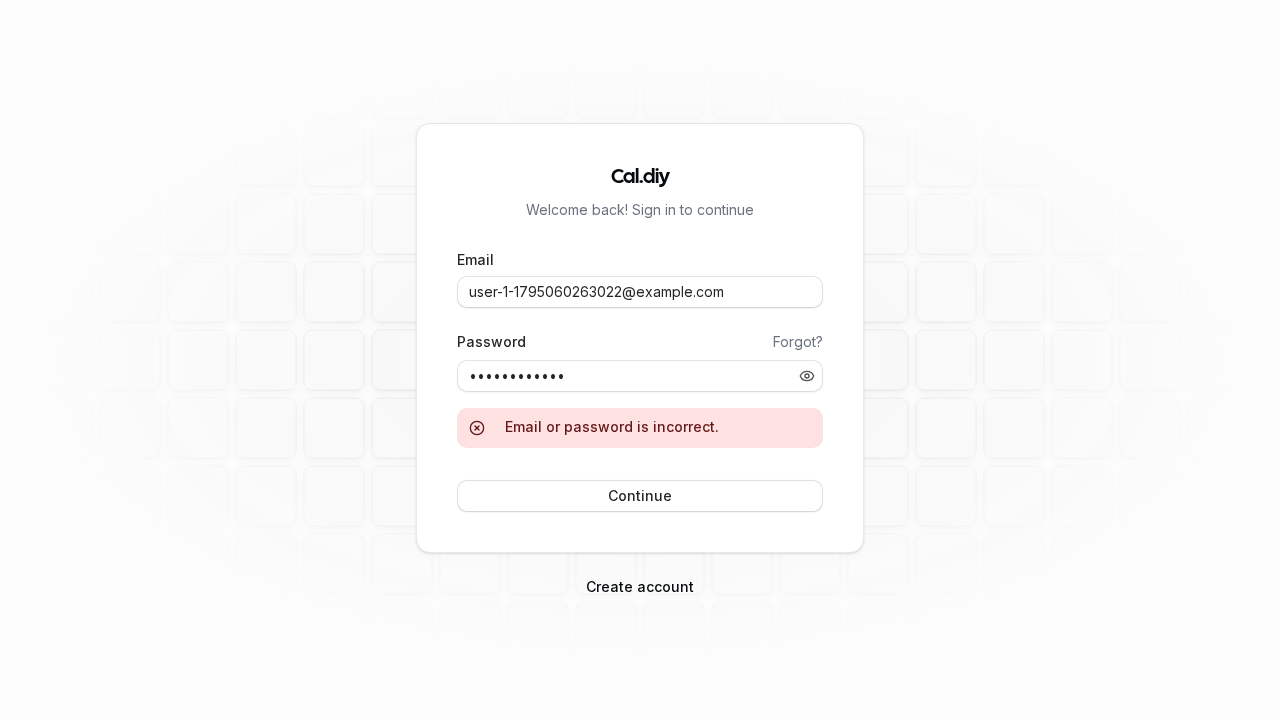 Cal.diy
Welcome back! Sign in to continue
Email
user-1-1795060263022@example.com
Password Forgot?
••••••••••••
Email or password is incorrect.
Continue
Create account